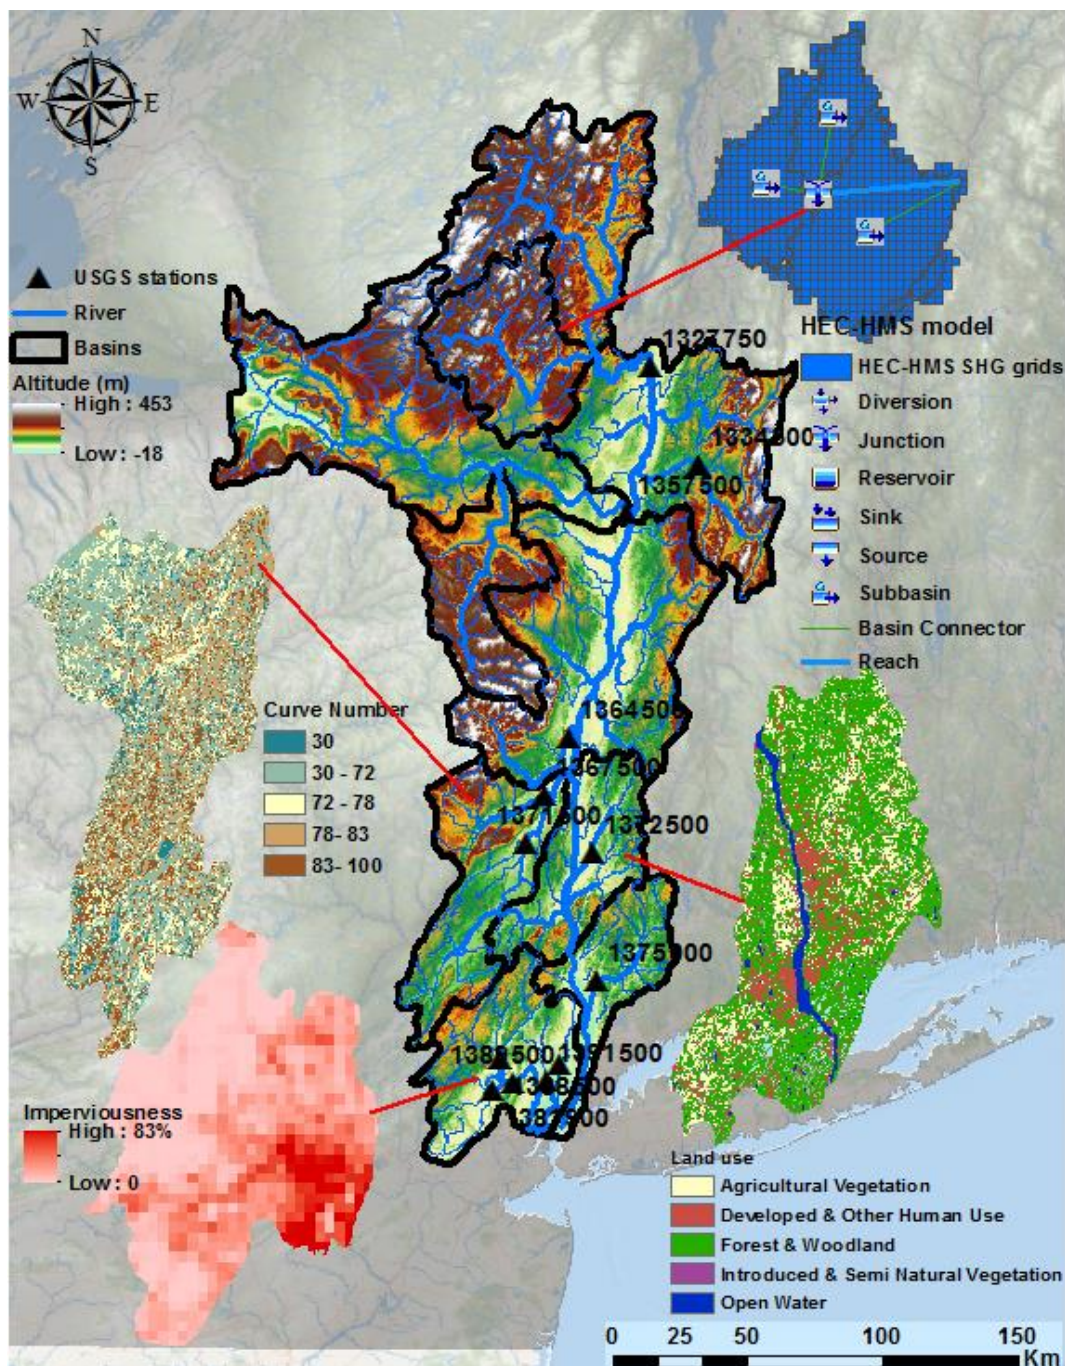 N
W E
S
USGS stations
River
Basins
Altitude (m)
High : 453
Low : -18
HEC-HMS model
HEC-HMS SHG grids
Diversion
Junction
Reservoir
Sink
Source
Subbasin
Basin Connector
Reach
1327750
1357500
1364500
1367500
1371500
1372500
Curve Number
30
30 - 72
72 - 78
78- 83
83- 100
Imperviousness
High : 83%
Low : 0
Land use
Agricultural Vegetation
Developed & Other Human Use
Forest & Woodland
Introduced & Semi Natural Vegetation
Open Water
0 25 50 100 150
Km